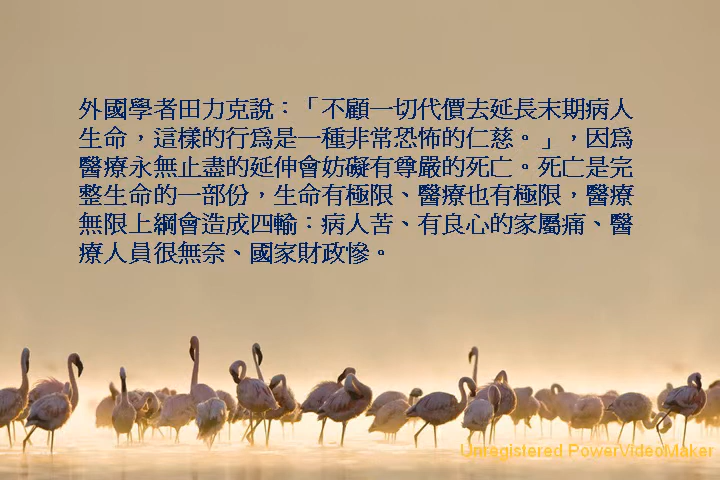 外國學者田力克說：「不顧一切代價去延長末期病人
生命，這樣的行為是一種非常恐怖的仁慈。」，因為
醫療永無止盡的延伸會妨礙有尊嚴的死亡。死亡是完
整生命的一部份，生命有極限、醫療也有極限，醫療
無限上綱會造成四輸：病人苦、有良心的家屬痛、醫
療人員很無奈、國家財政慘。
Unregistered PowerVideoMaker